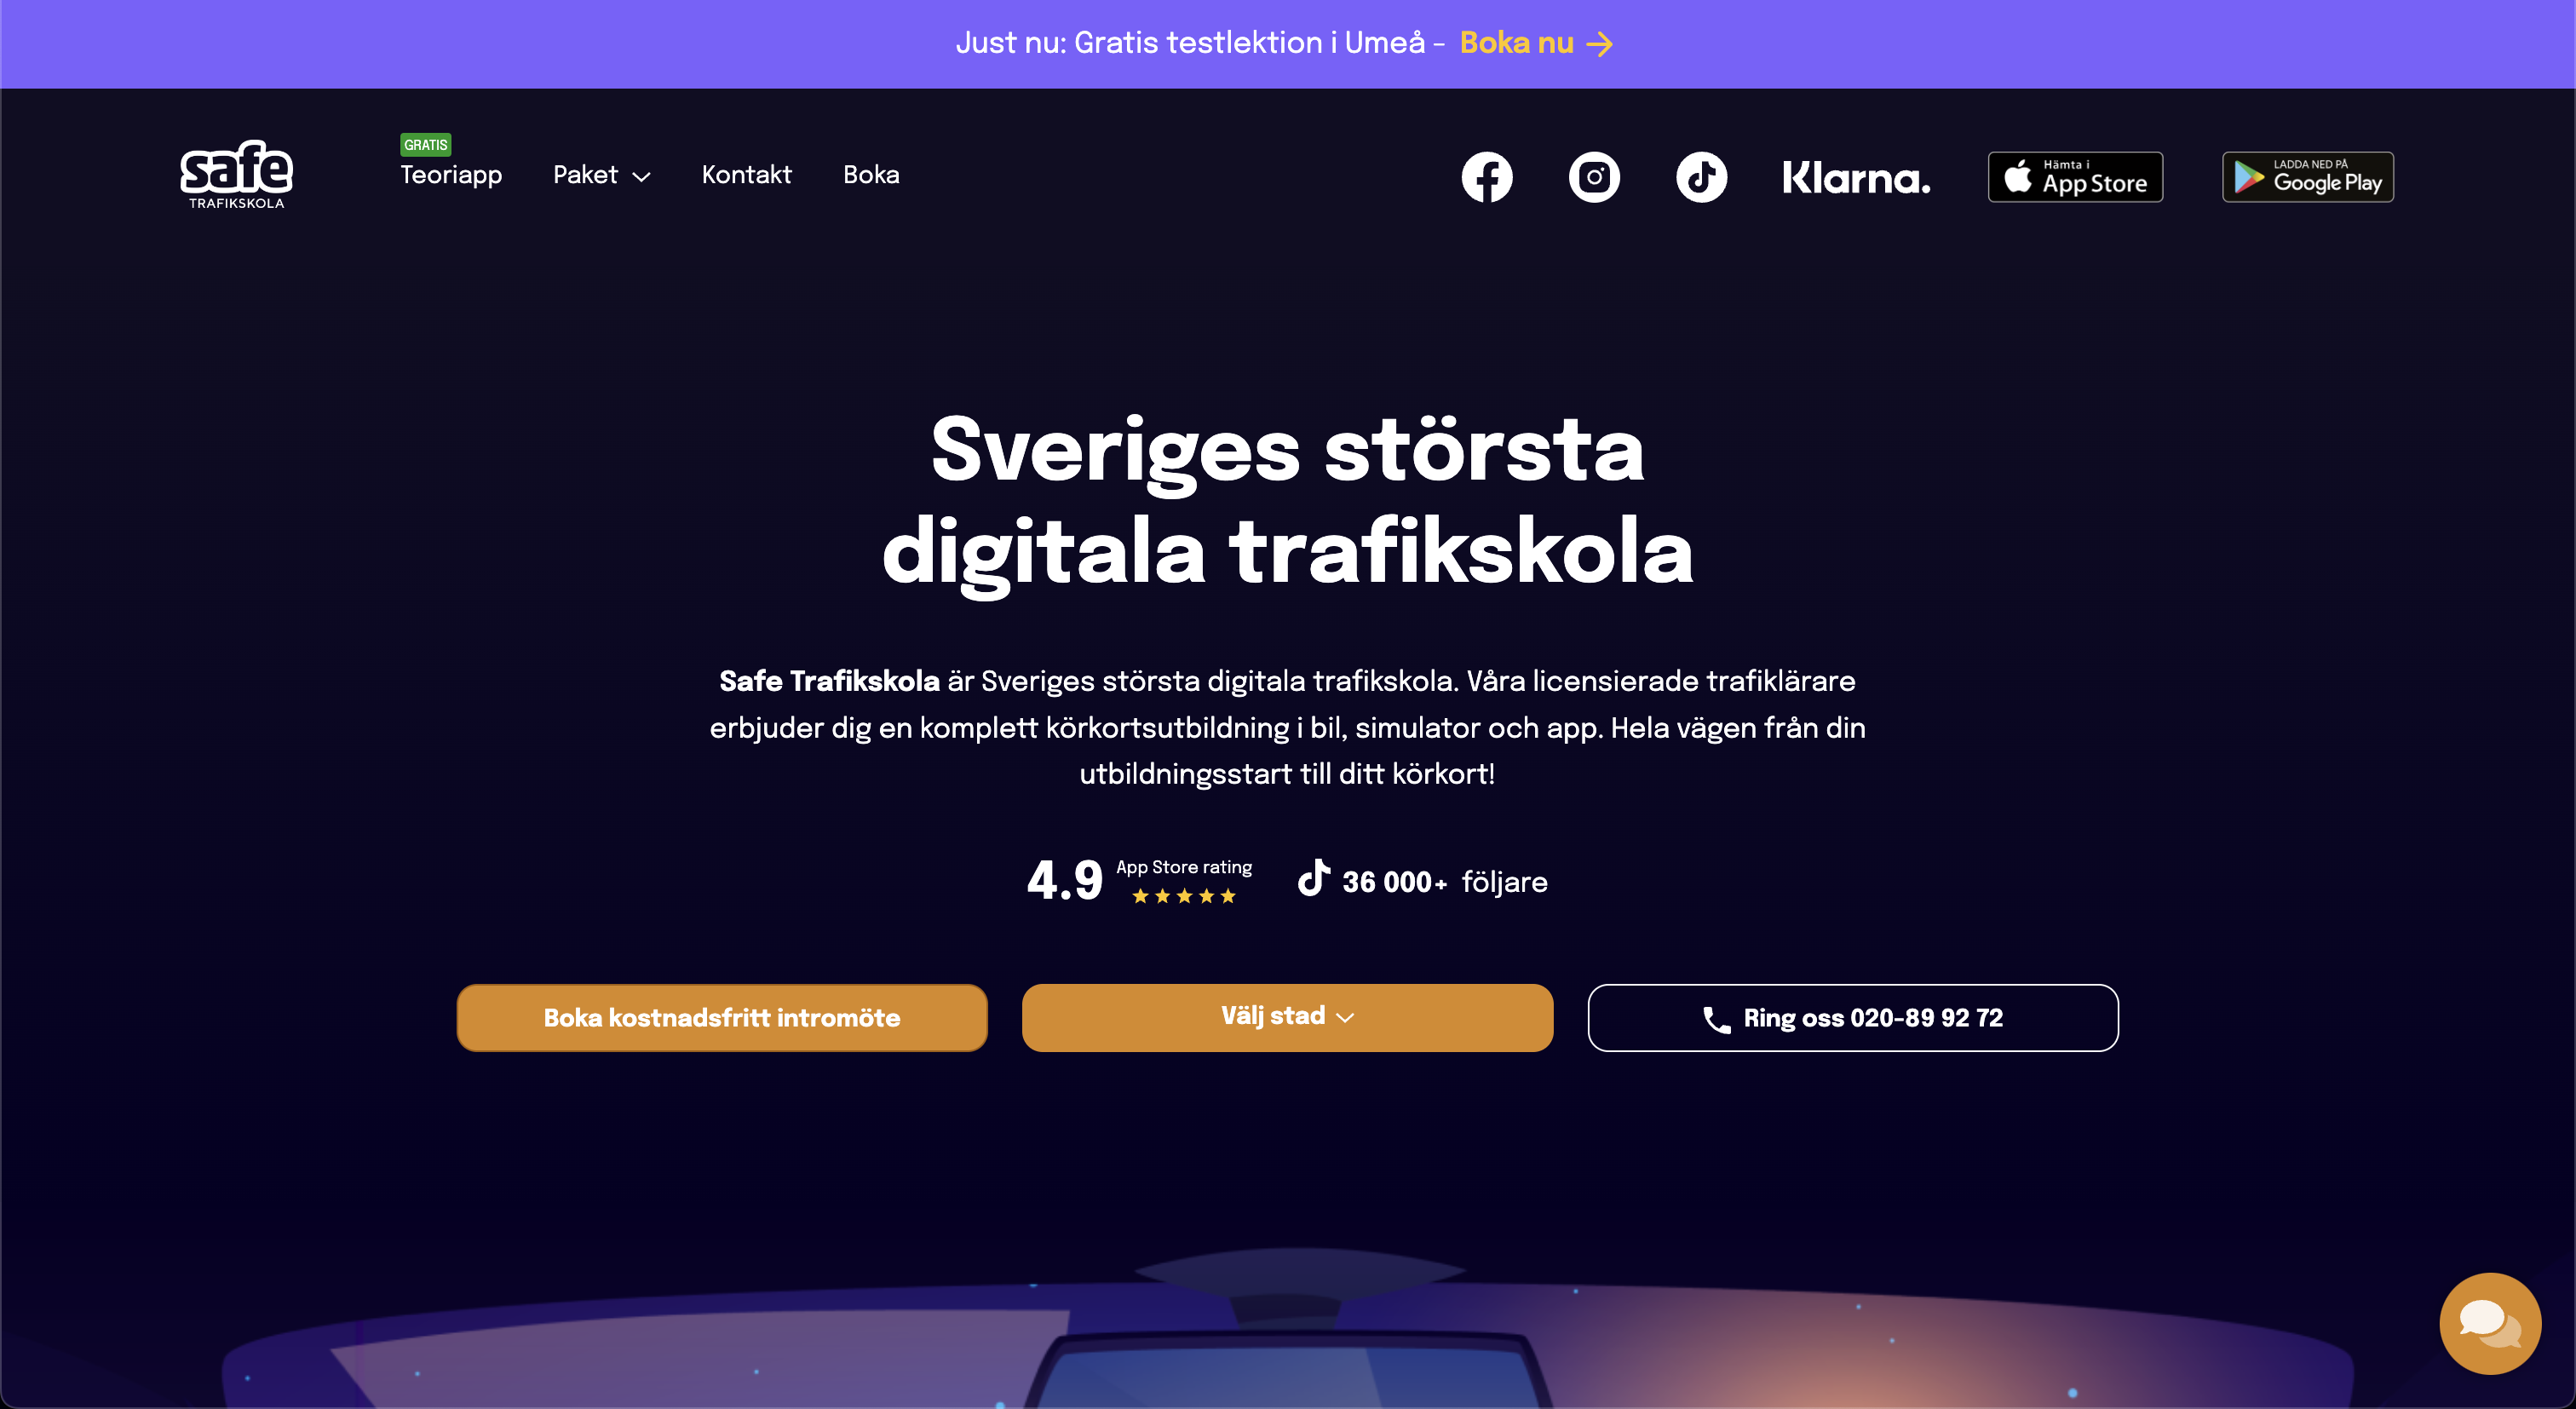 Just nu: Gratis testlektion i Umeå - Boka nu →
safe
TRAFIKSKOLA
GRATIS
Teoriapp
Paket
Kontakt
Boka
Klarna.
Hämta i
App Store
LADDA NED PÅ
Google Play
Sveriges största
digitala trafikskola
Safe Trafikskola är Sveriges största digitala trafikskola. Våra licensierade trafiklärare
erbjuder dig en komplett körkortsutbildning i bil, simulator och app. Hela vägen från din
utbildningsstart till ditt körkort!
4.9
App Store rating
36 000+ följare
Boka kostnadsfritt intromöte
Välj stad
Ring oss 020-89 92 72